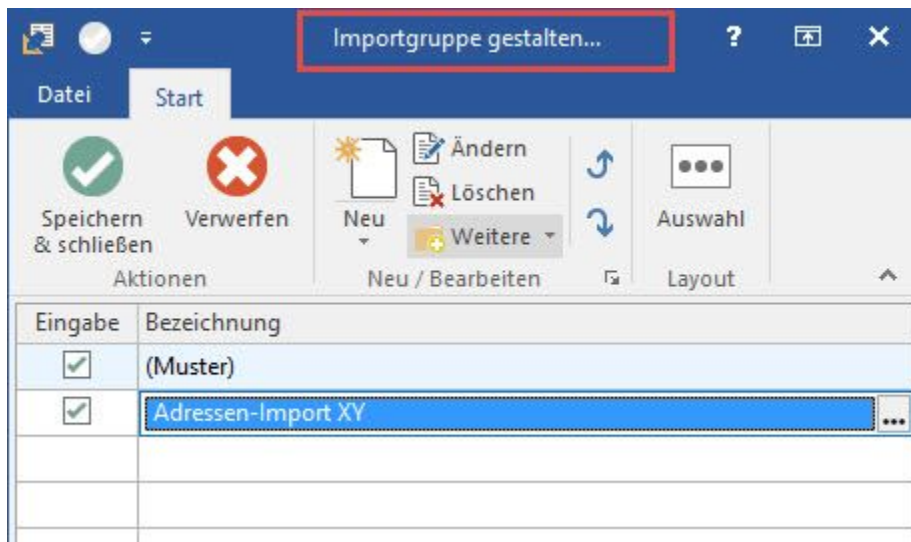 Importgruppe gestalten...
?
Datei Start
Speichern & schließen
Verwerfen
Neu
Ändern
Löschen
Weitere
Auswahl
Aktionen Neu / Bearbeiten Layout
Eingabe Bezeichnung
(Muster)
Adressen-Import XY ...